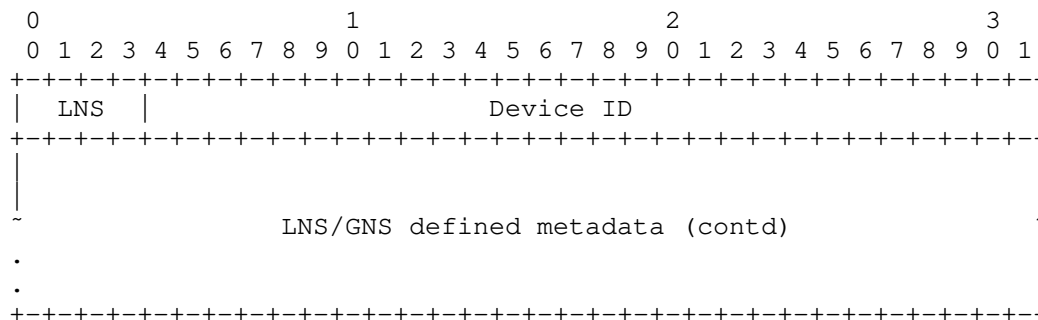 0                   1                   2                   3
 0 1 2 3 4 5 6 7 8 9 0 1 2 3 4 5 6 7 8 9 0 1 2 3 4 5 6 7 8 9 0 1
+-+-+-+-+-+-+-+-+-+-+-+-+-+-+-+-+-+-+-+-+-+-+-+-+-+-+-+-+-+-+-+-
|  LNS  |                     Device ID
+-+-+-+-+-+-+-+-+-+-+-+-+-+-+-+-+-+-+-+-+-+-+-+-+-+-+-+-+-+-+-+-
|
|
~                LNS/GNS defined metadata (contd)               ~
.
.
+-+-+-+-+-+-+-+-+-+-+-+-+-+-+-+-+-+-+-+-+-+-+-+-+-+-+-+-+-+-+-+-